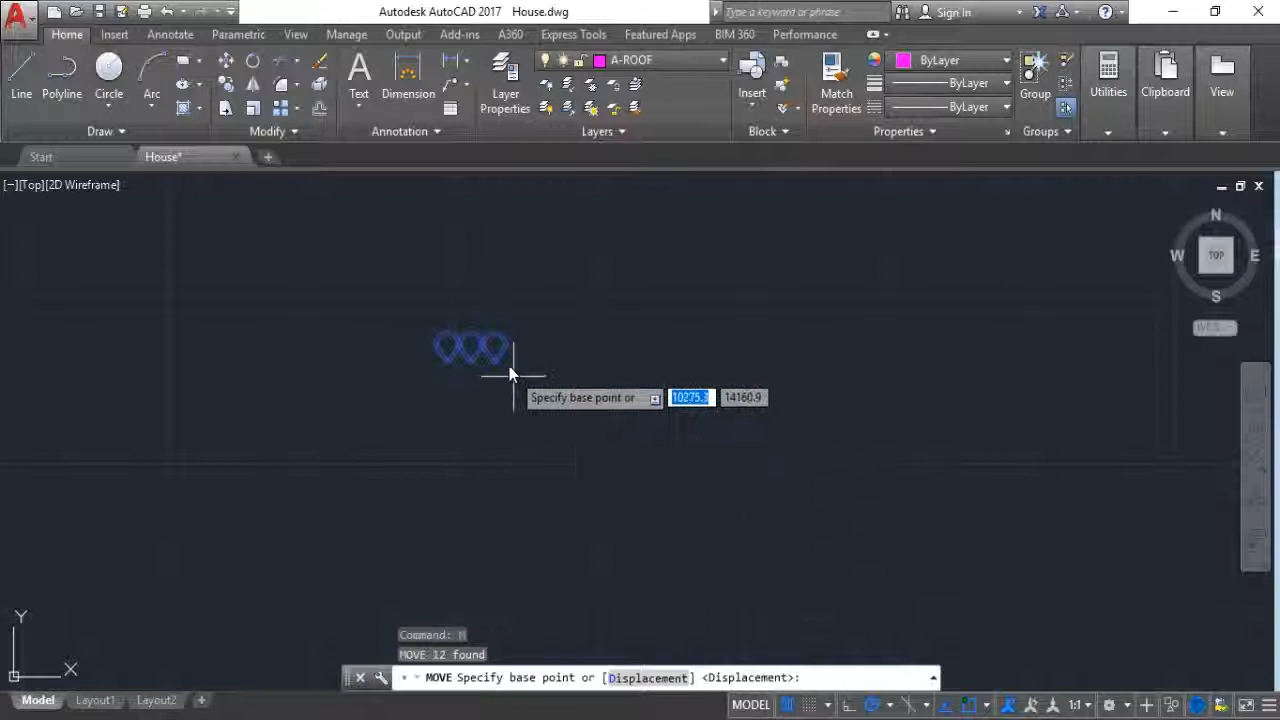 Autodesk AutoCAD 2017 House.dwg
Type a keyword or phrase
Sign In
Home Insert Annotate Parametric View Manage Output Add-ins A360 Express Tools Featured Apps BIM 360 Performance
A-ROOF
ByLayer
ByLayer
ByLayer
Line Polyline Circle Arc Text Dimension Layer Properties Insert Match Properties Group Utilities Clipboard View
Draw Modify Annotation Layers Block Properties Groups
Start House*
[−][Top][2D Wireframe]
N
W TOP E
S
Specify base point or 10275.3 14160.9
Y
X
Command: M
MOVE 12 found
MOVE Specify base point or [Displacement] <Displacement>:
Model Layout1 Layout2
MODEL 1:1